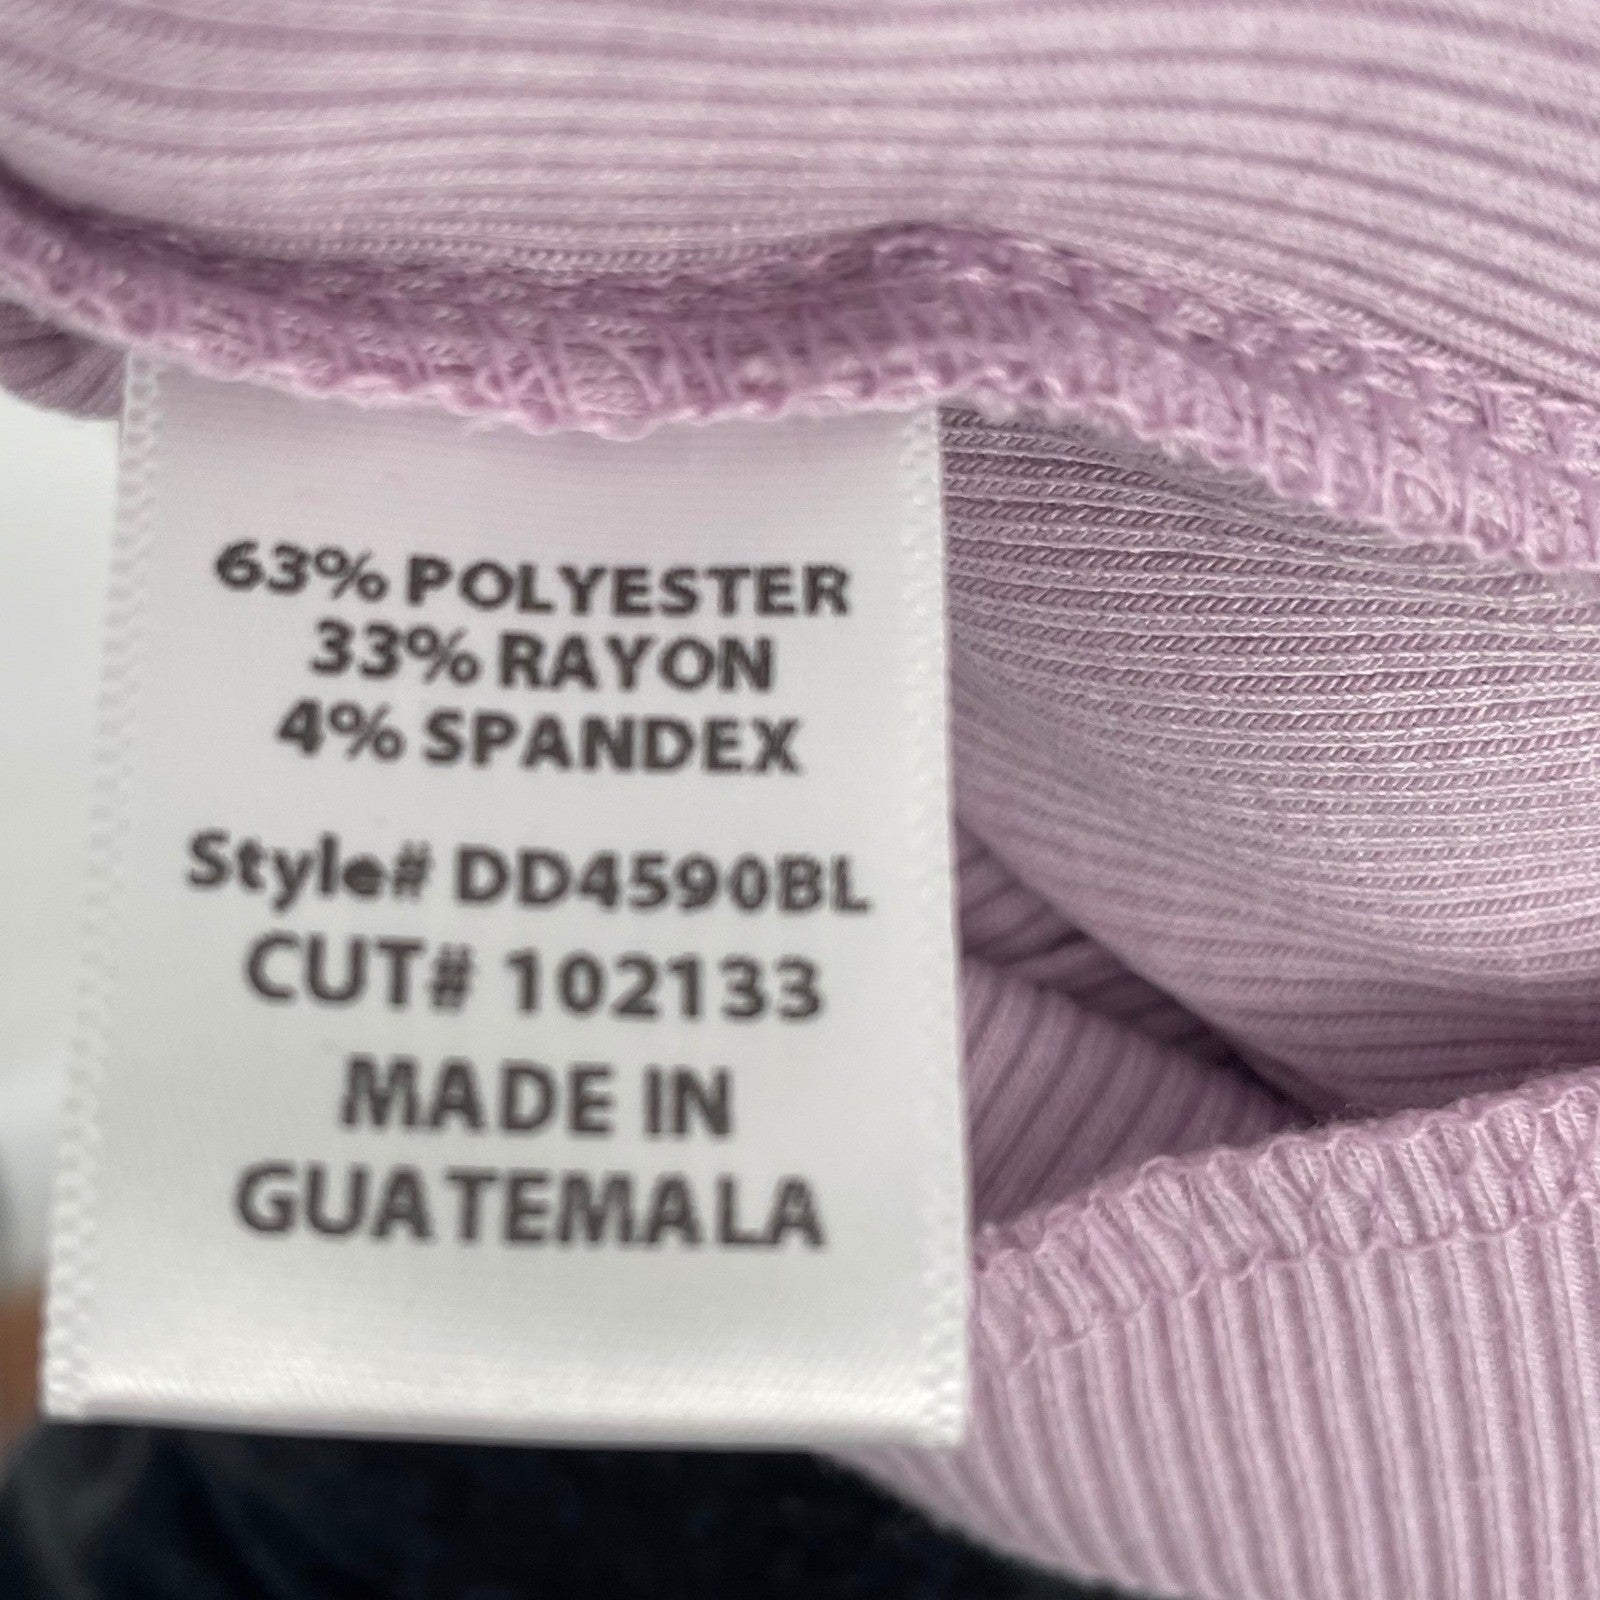 63% POLYESTER
33% RAYON
4% SPANDEX
Style# DD4590BL
CUT# 102133
MADE IN
GUATEMALA